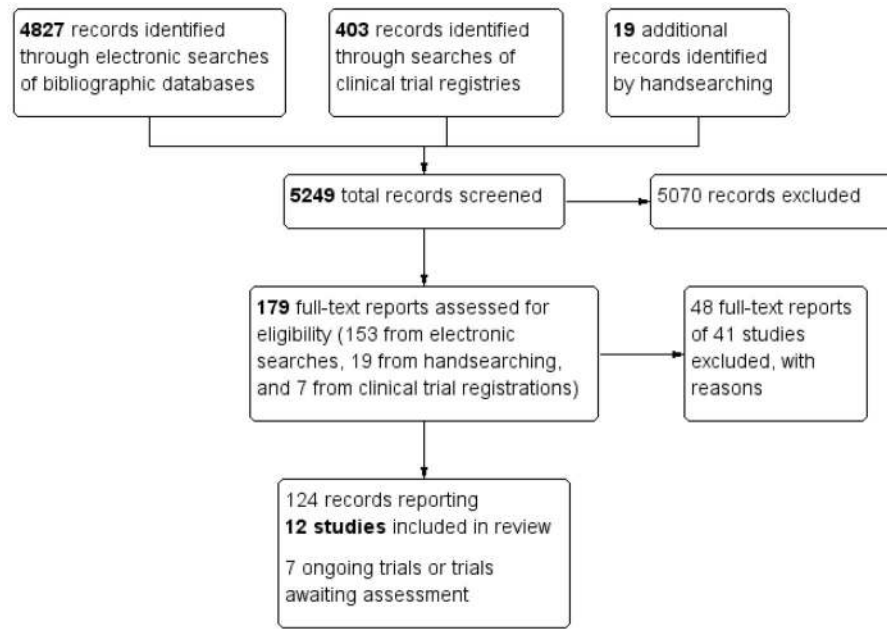 4827 records identified
through electronic searches
of bibliographic databases
403 records identified
through searches of
clinical trial registries
19 additional
records identified
by handsearching
5249 total records screened
5070 records excluded
179 full-text reports assessed for
eligibility (153 from electronic
searches, 19 from handsearching,
and 7 from clinical trial registrations)
48 full-text reports
of 41 studies
excluded, with
reasons
124 records reporting
12 studies included in review
7 ongoing trials or trials
awaiting assessment